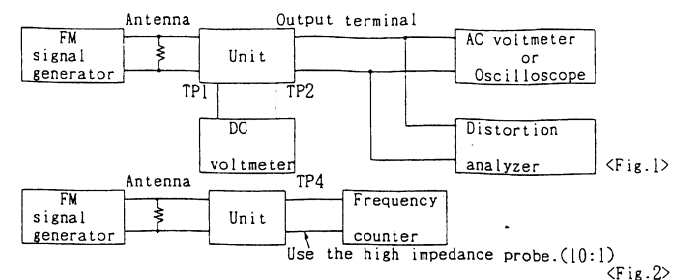 Antenna
Output terminal
FM
signal
generator
Unit
AC voltmeter
or
Oscilloscope
TP1
TP2
DC
voltmeter
Distortion
analyzer
<Fig.1>
Antenna
TP4
FM
signal
generator
Unit
Frequency
counter
Use the high impedance probe.(10:1)
<Fig.2>